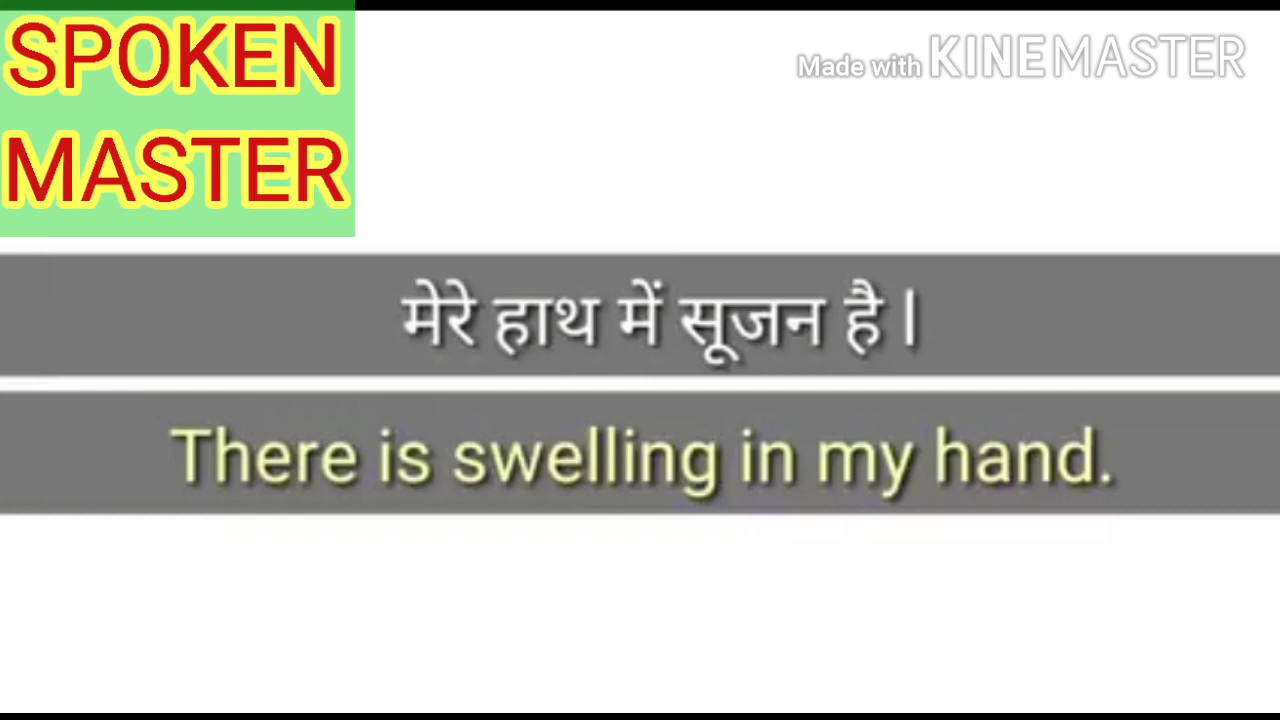 SPOKEN
MASTER
Made with KINEMASTER
मेरे हाथ में सूजन है।
There is swelling in my hand.